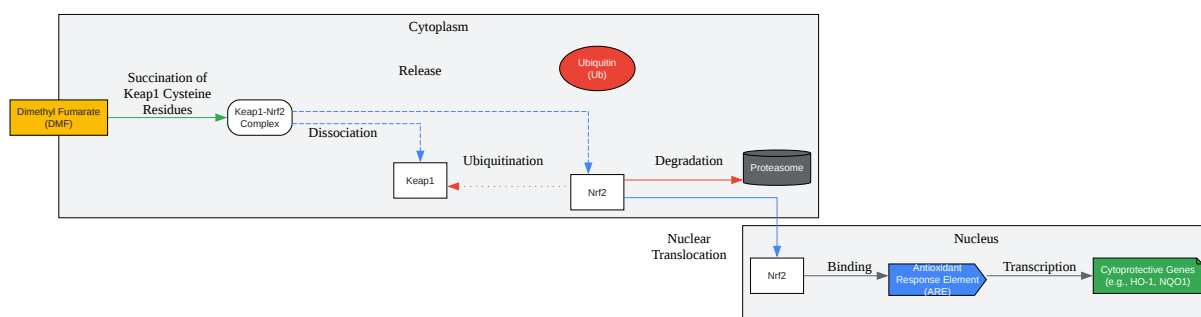 Cytoplasm
Release
Ubiquitin
(Ub)
Succination of
Keap1 Cysteine
Residues
Dimethyl Fumarate
(DMF)
Keap1-Nrf2
Complex
Dissociation
Keap1
Ubiquitination
Nrf2
Degradation
Proteasome
Nuclear
Translocation
Nucleus
Nrf2
Binding
Antioxidant
Response Element
(ARE)
Transcription
Cytoprotective Genes
(e.g., HO-1, NQO1)